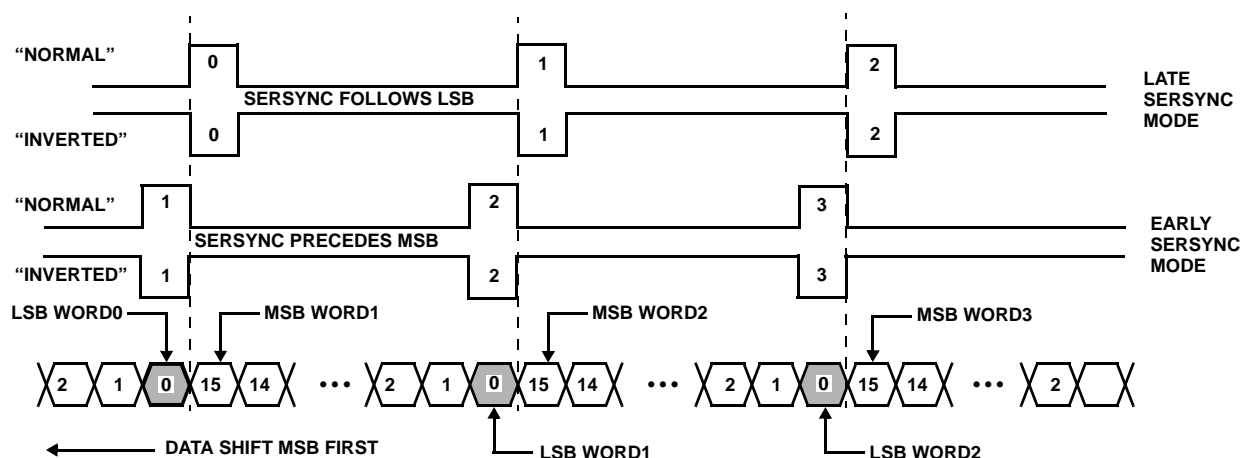 “NORMAL” 0 1 2
SERSYNC FOLLOWS LSB
LATE
SERSYNC
MODE
“INVERTED” 0 1 2
“NORMAL” 1 2 3
SERSYNC PRECEDES MSB
EARLY
SERSYNC
MODE
“INVERTED” 1 2 3
LSB WORD0 MSB WORD1 MSB WORD2 MSB WORD3
2 1 0 15 14 ••• 2 1 0 15 14 ••• 2 1 0 15 14 ••• 2
DATA SHIFT MSB FIRST LSB WORD1 LSB WORD2